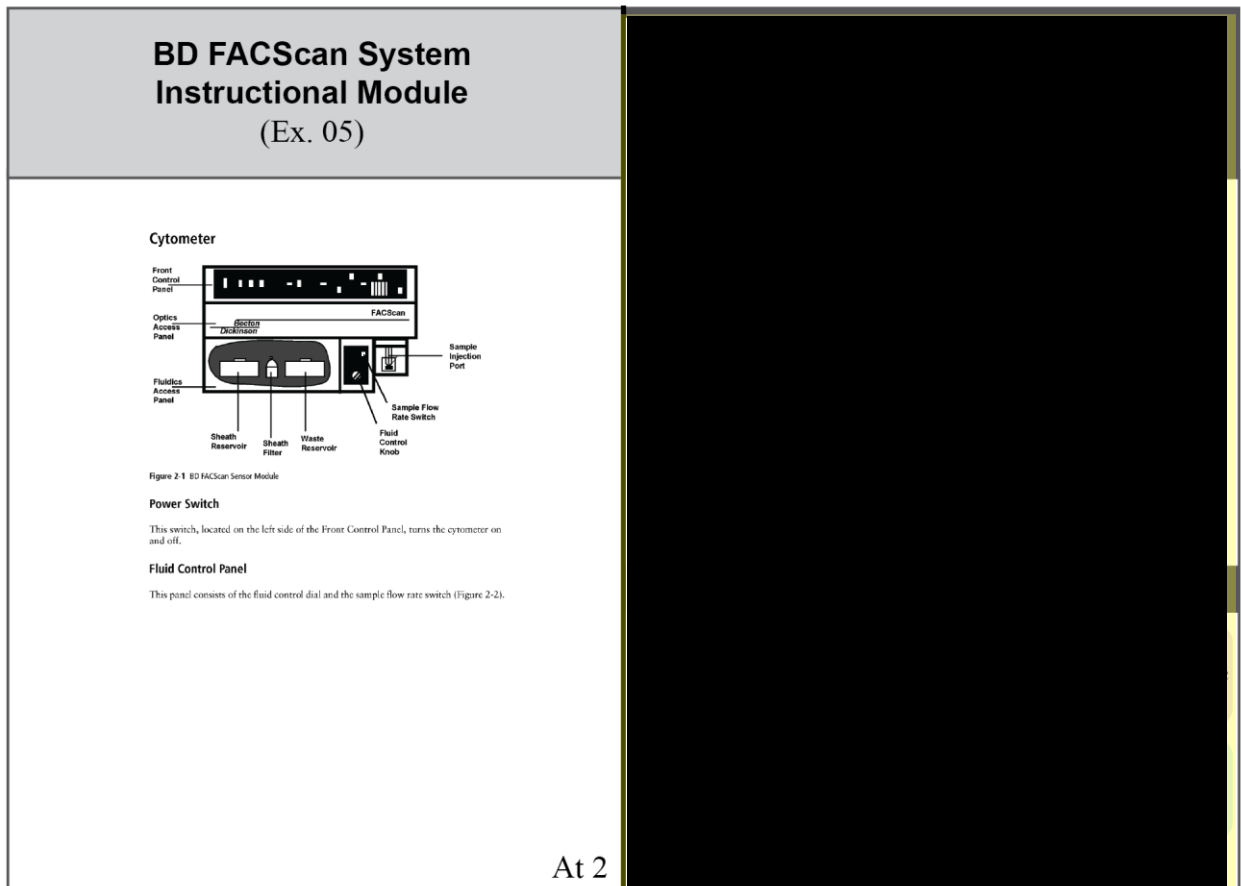 BD FACScan System
Instructional Module
(Ex. 05)
Cytometer
Front
Control
Panel
FACScan
Optics
Access
Panel
Becton
Dickinson
Sample
Injection
Port
Fluidics
Access
Panel
Sample Flow
Rate Switch
Sheath
Reservoir
Sheath
Filter
Waste
Reservoir
Fluid
Control
Knob
Figure 2-1 BD FACScan Sensor Module
Power Switch
This switch, located on the left side of the Front Control Panel, turns the cytometer on
and off.
Fluid Control Panel
This panel consists of the fluid control dial and the sample flow rate switch (Figure 2-2).
At 2